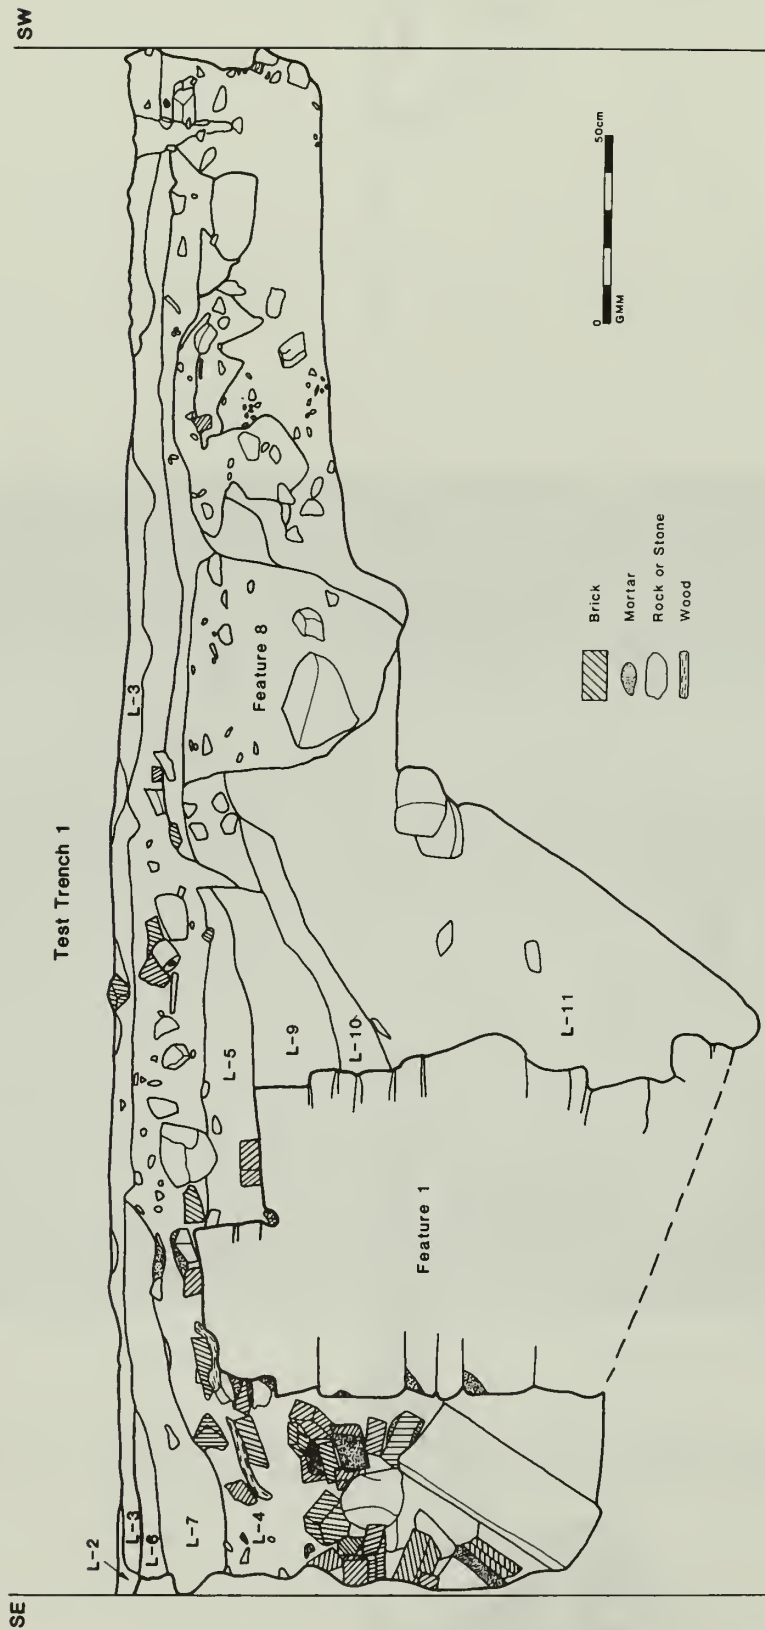 Test Trench 1
SE
SW
L-2
L-3
L-6
L-7
L-4
L-5
L-9
L-10
L-11
L-3
Feature 8
Feature 1
Brick
Mortar
Rock or Stone
Wood
0 50cm
GMM